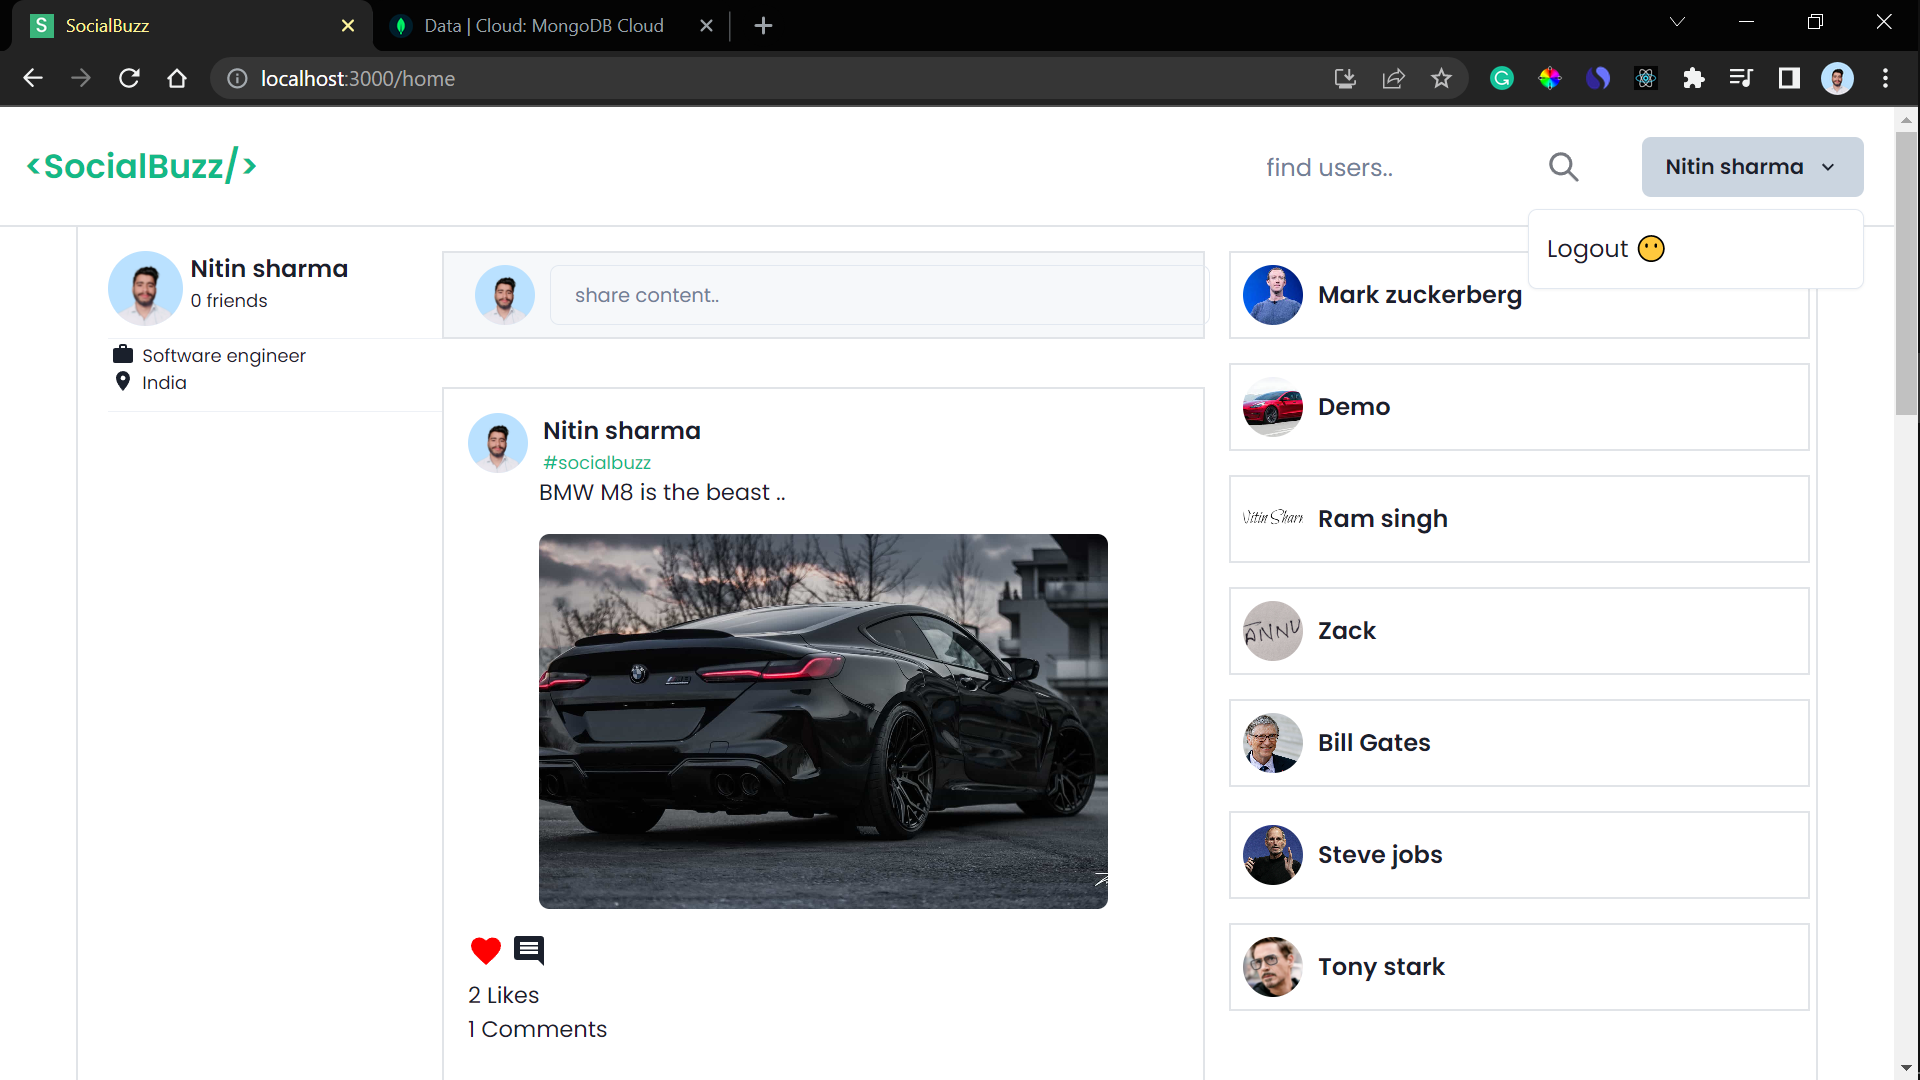 SocialBuzz
Data | Cloud: MongoDB Cloud
localhost:3000/home
<SocialBuzz/>
find users..
Nitin sharma
Logout 😶
Nitin sharma
0 friends
Software engineer
India
share content..
Nitin sharma
#socialbuzz
BMW M8 is the beast ..
2 Likes
1 Comments
Mark zuckerberg
Demo
Ram singh
Zack
Bill Gates
Steve jobs
Tony stark